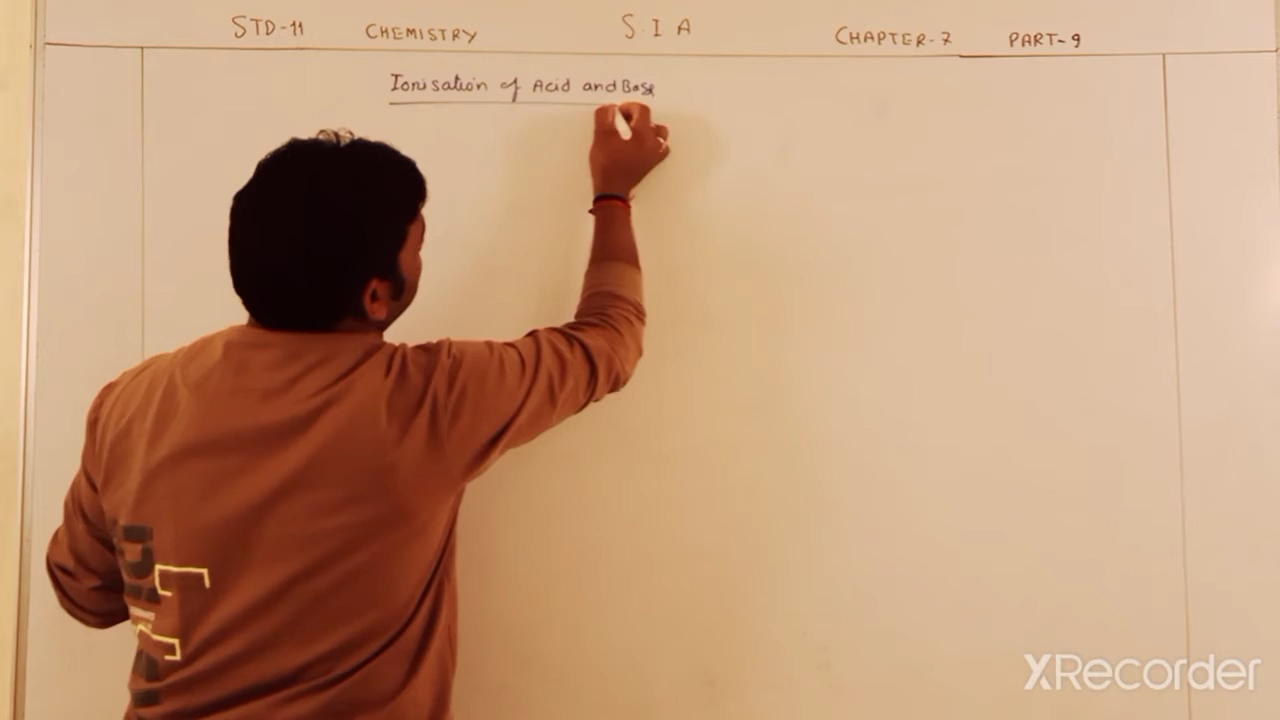 STD-11 CHEMISTRY S.I A CHAPTER-7 PART-9
Ionisation of Acid and Base
XRecorder